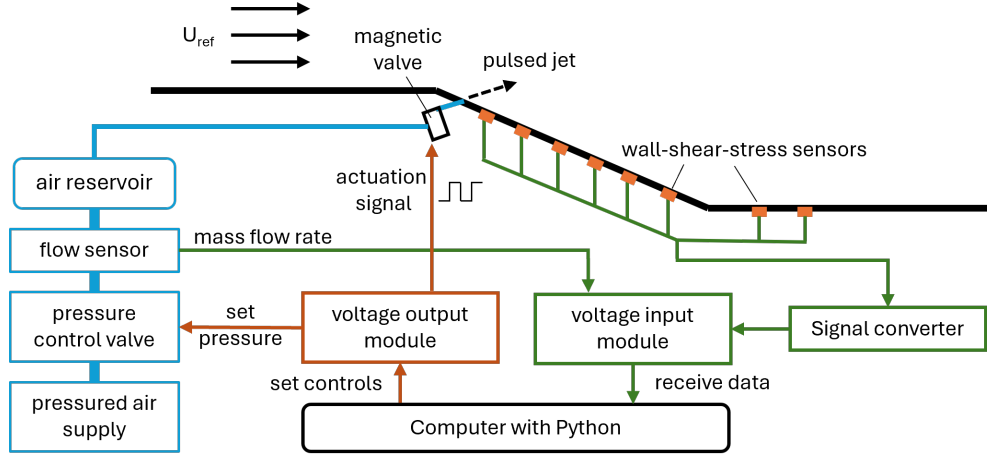 U_ref
magnetic
valve
pulsed jet
wall-shear-stress sensors
air reservoir
actuation
signal
flow sensor
mass flow rate
pressure
control valve
set
pressure
voltage output
module
voltage input
module
Signal converter
set controls
receive data
pressured air
supply
Computer with Python